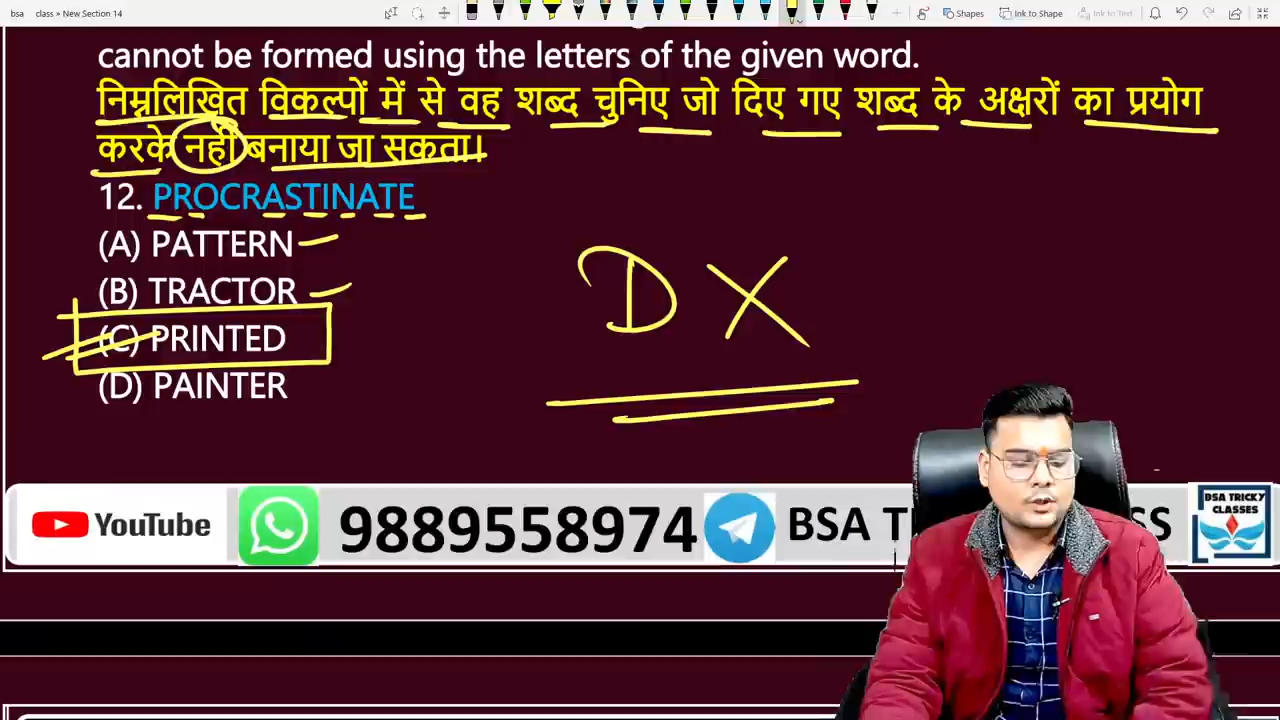 bsa class » New Section 14
Shapes Ink to Shape Ink to Text
cannot be formed using the letters of the given word.
निम्नलिखित विकल्पों में से वह शब्द चुनिए जो दिए गए शब्द के अक्षरों का प्रयोग
करके नहीं बनाया जा सकता।
12. PROCRASTINATE
(A) PATTERN
(B) TRACTOR
(C) PRINTED
(D) PAINTER
D X
YouTube 9889558974 BSA
BSA TRICKY
CLASSES